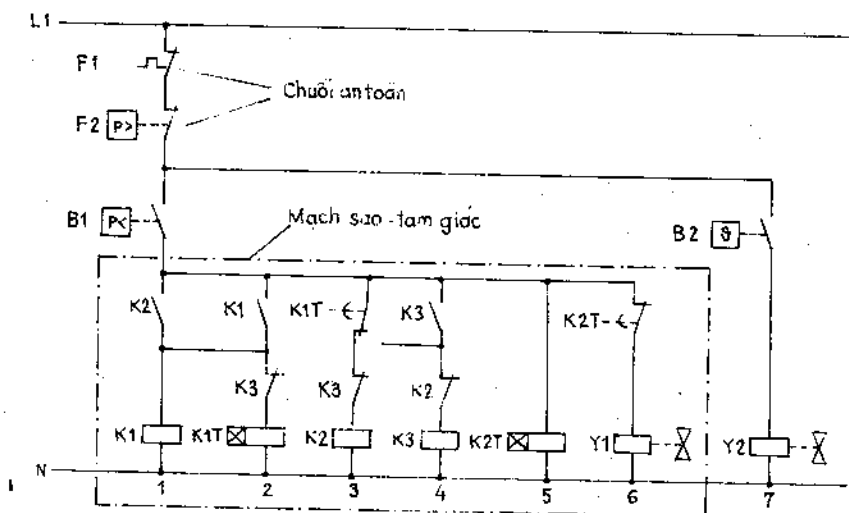 L1
F1
Chuỗi an toàn
F2 P>
B1 P<
Mạch sao - tam giác
B2 ϑ
K2 K1 K1T K3 K2T
K3 K3 K2
K1 K1T K2 K3 K2T Y1 Y2
N
1 2 3 4 5 6 7